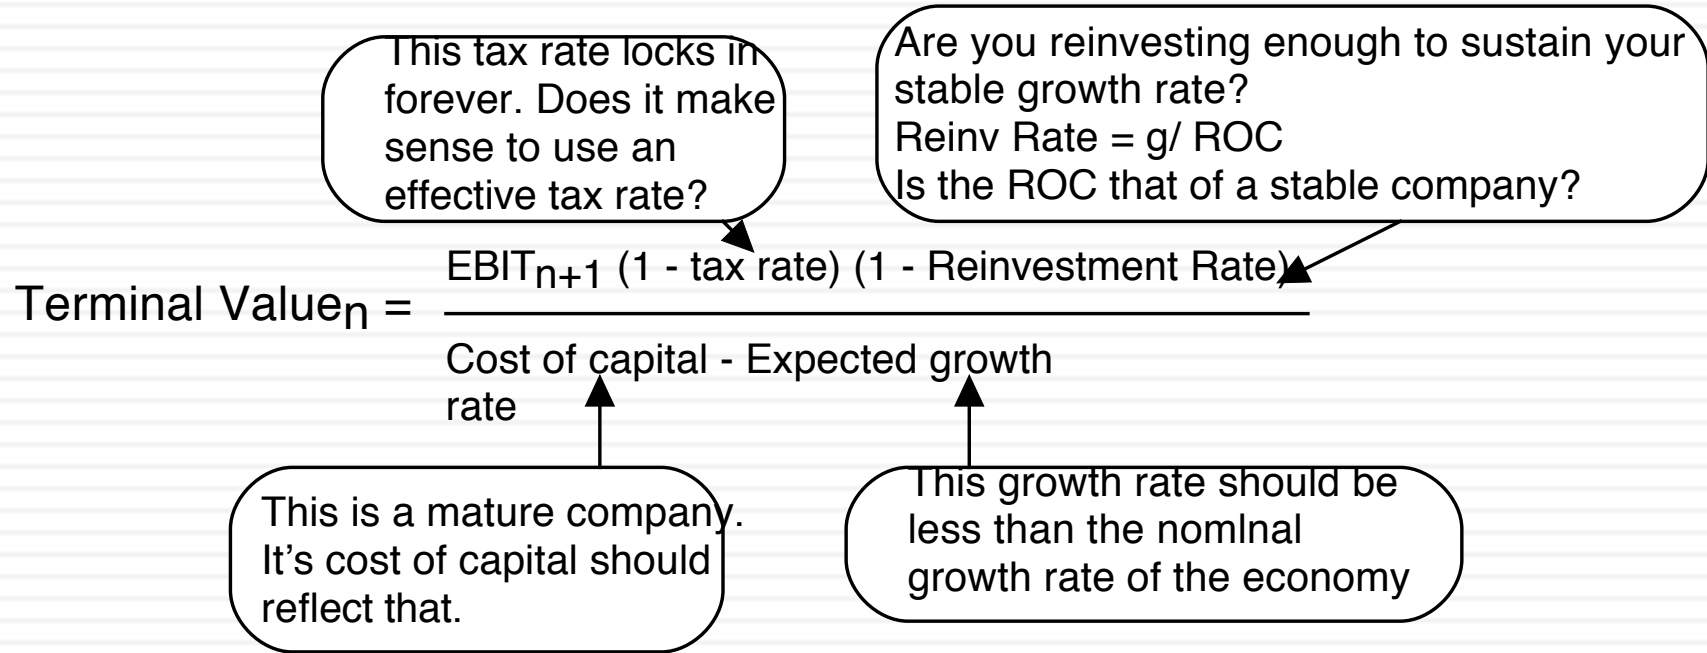 This tax rate locks in
forever. Does it make
sense to use an
effective tax rate?
Are you reinvesting enough to sustain your
stable growth rate?
Reinv Rate = g/ ROC
Is the ROC that of a stable company?
Terminal Valuen =
EBITn+1 (1 - tax rate) (1 - Reinvestment Rate)
Cost of capital - Expected growth
rate
This is a mature company.
It's cost of capital should
reflect that.
This growth rate should be
less than the nomInal
growth rate of the economy